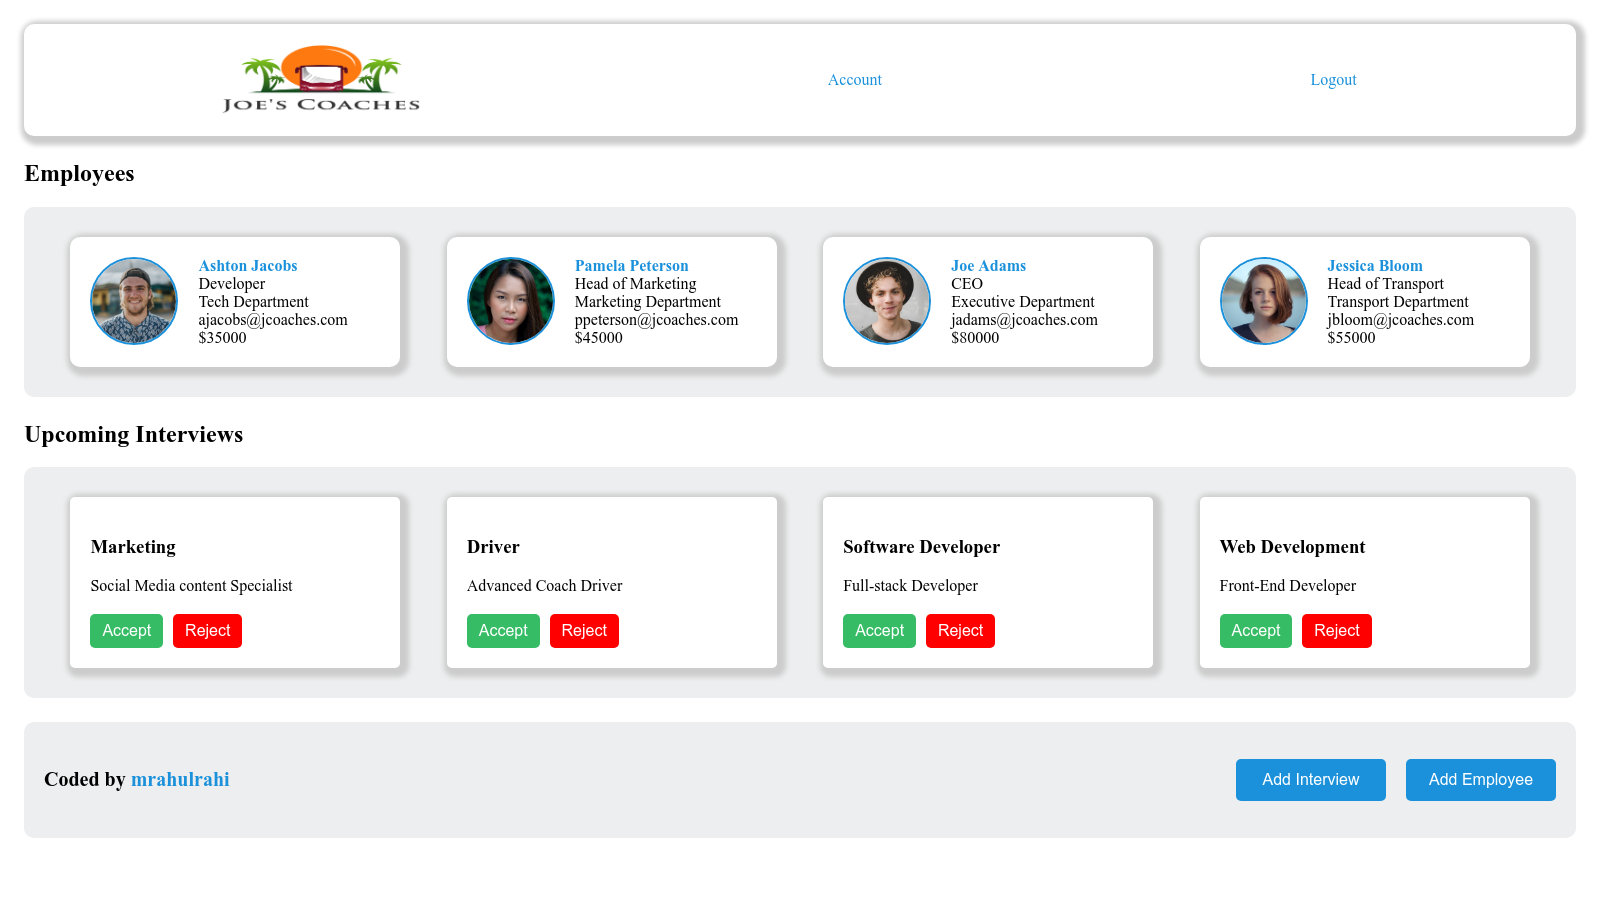 JOE'S COACHES
Account
Logout
Employees
Ashton Jacobs
Developer
Tech Department
ajacobs@jcoaches.com
$35000
Pamela Peterson
Head of Marketing
Marketing Department
ppeterson@jcoaches.com
$45000
Joe Adams
CEO
Executive Department
jadams@jcoaches.com
$80000
Jessica Bloom
Head of Transport
Transport Department
jbloom@jcoaches.com
$55000
Upcoming Interviews
Marketing
Social Media content Specialist
Accept Reject
Driver
Advanced Coach Driver
Accept Reject
Software Developer
Full-stack Developer
Accept Reject
Web Development
Front-End Developer
Accept Reject
Coded by mrahulrahi
Add Interview
Add Employee